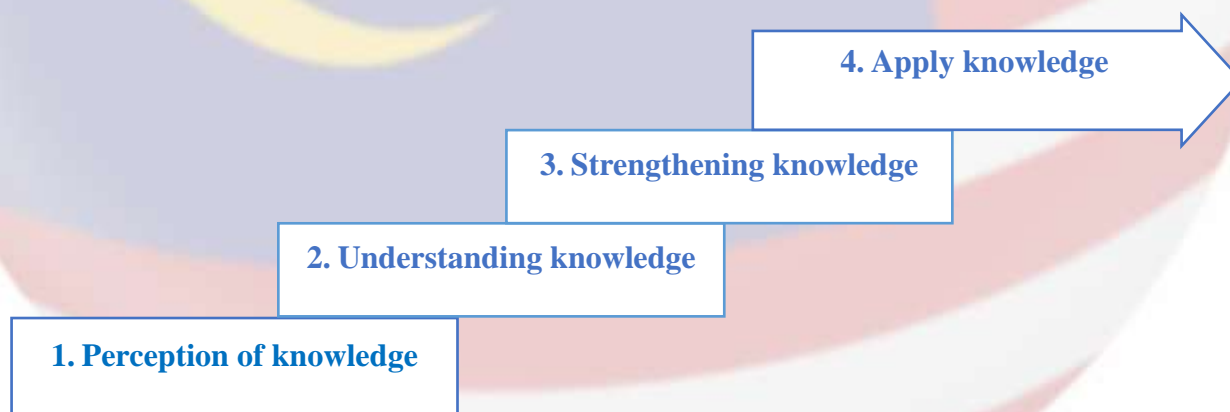 4. Apply knowledge
3. Strengthening knowledge
2. Understanding knowledge
1. Perception of knowledge